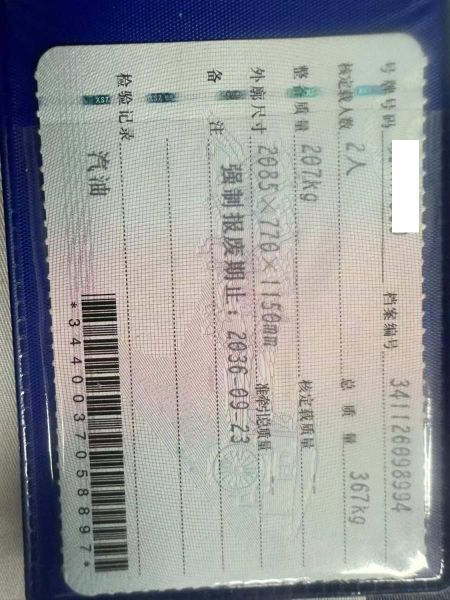 号牌号码 档案编号 341126098994
核定载人数 2人 总质量 367kg
整备质量 207kg 核定载质量 --
外廓尺寸 2085×770×1150mm 准牵引总质量 --
备注 强制报废期止：2036-09-23
检验记录
汽油
*3440037058897*